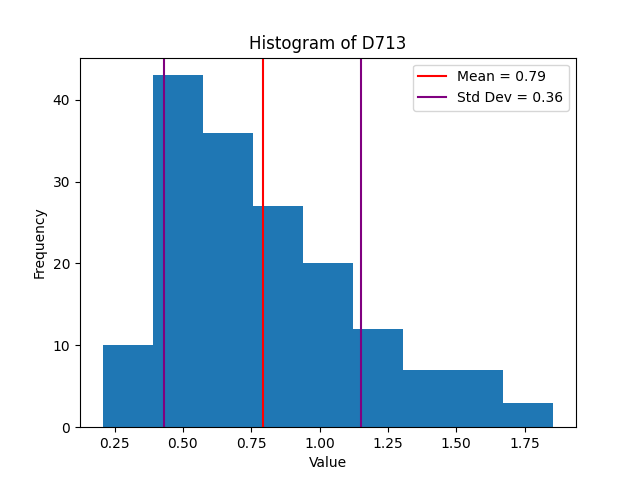 Histogram of D713
Mean = 0.79
Std Dev = 0.36
40
30
20
10
0
Frequency
0.25 0.50 0.75 1.00 1.25 1.50 1.75
Value